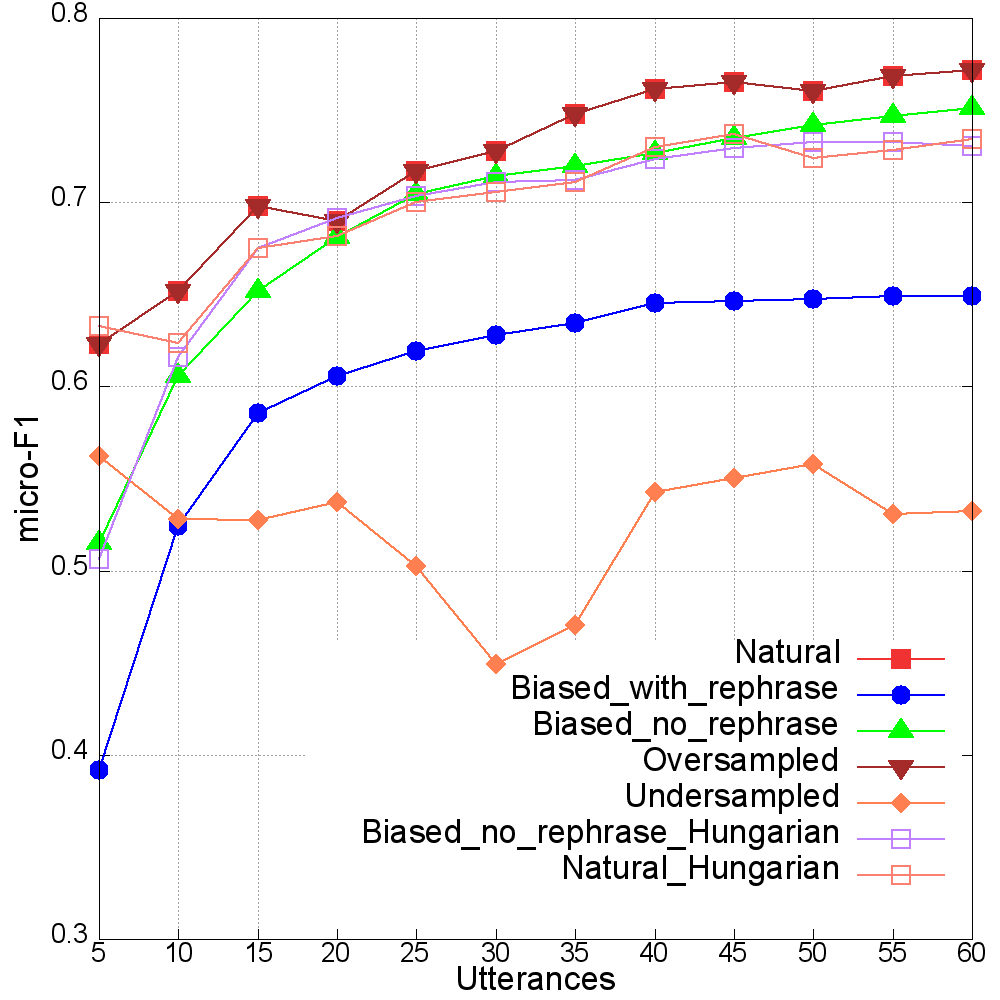 0.8
0.7
0.6
0.5
0.4
0.3
micro-F1
Natural
Biased_with_rephrase
Biased_no_rephrase
Oversampled
Undersampled
Biased_no_rephrase_Hungarian
Natural_Hungarian
5 10 15 20 25 30 35 40 45 50 55 60
Utterances